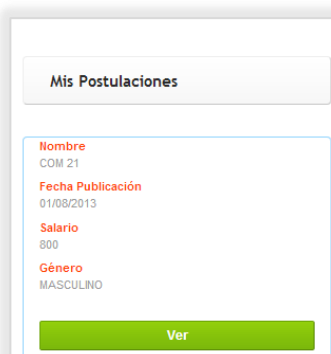 Mis Postulaciones
Nombre
COM 21
Fecha Publicación
01/08/2013
Salario
800
Género
MASCULINO
Ver